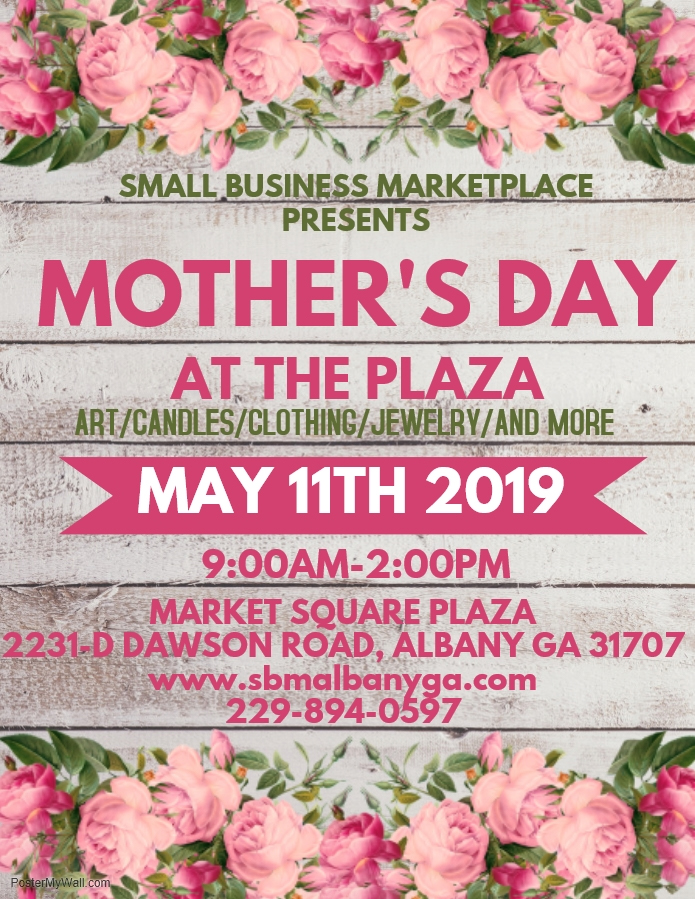 SMALL BUSINESS MARKETPLACE
PRESENTS
MOTHER'S DAY
AT THE PLAZA
ART/CANDLES/CLOTHING/JEWELRY/AND MORE
MAY 11TH 2019
9:00AM-2:00PM
MARKET SQUARE PLAZA
2231-D DAWSON ROAD, ALBANY GA 31707
www.sbmalbanyga.com
229-894-0597
PosterMyWall.com